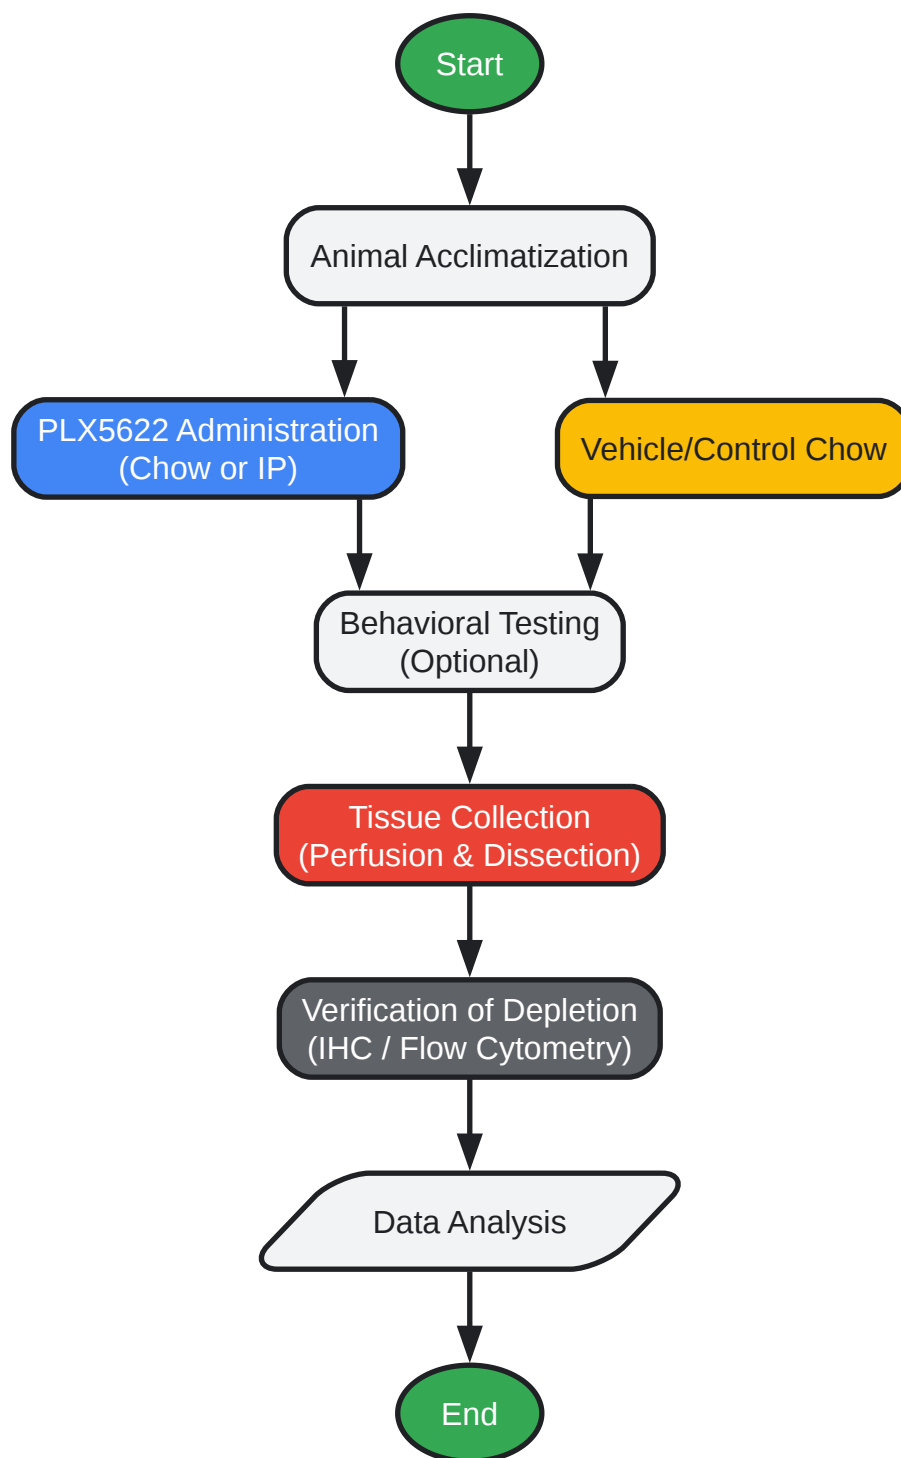 Start
Animal Acclimatization
PLX5622 Administration
(Chow or IP)
Vehicle/Control Chow
Behavioral Testing
(Optional)
Tissue Collection
(Perfusion & Dissection)
Verification of Depletion
(IHC / Flow Cytometry)
Data Analysis
End